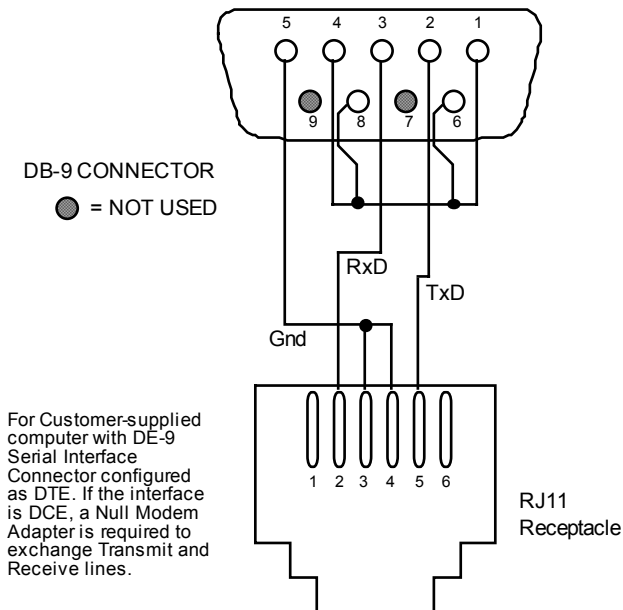 5 4 3 2 1
9 8 7 6
DB-9 CONNECTOR
= NOT USED
RxD
TxD
Gnd
For Customer-supplied
computer with DE-9
Serial Interface
Connector configured
as DTE. If the interface
is DCE, a Null Modem
Adapter is required to
exchange Transmit and
Receive lines.
1 2 3 4 5 6
RJ11
Receptacle